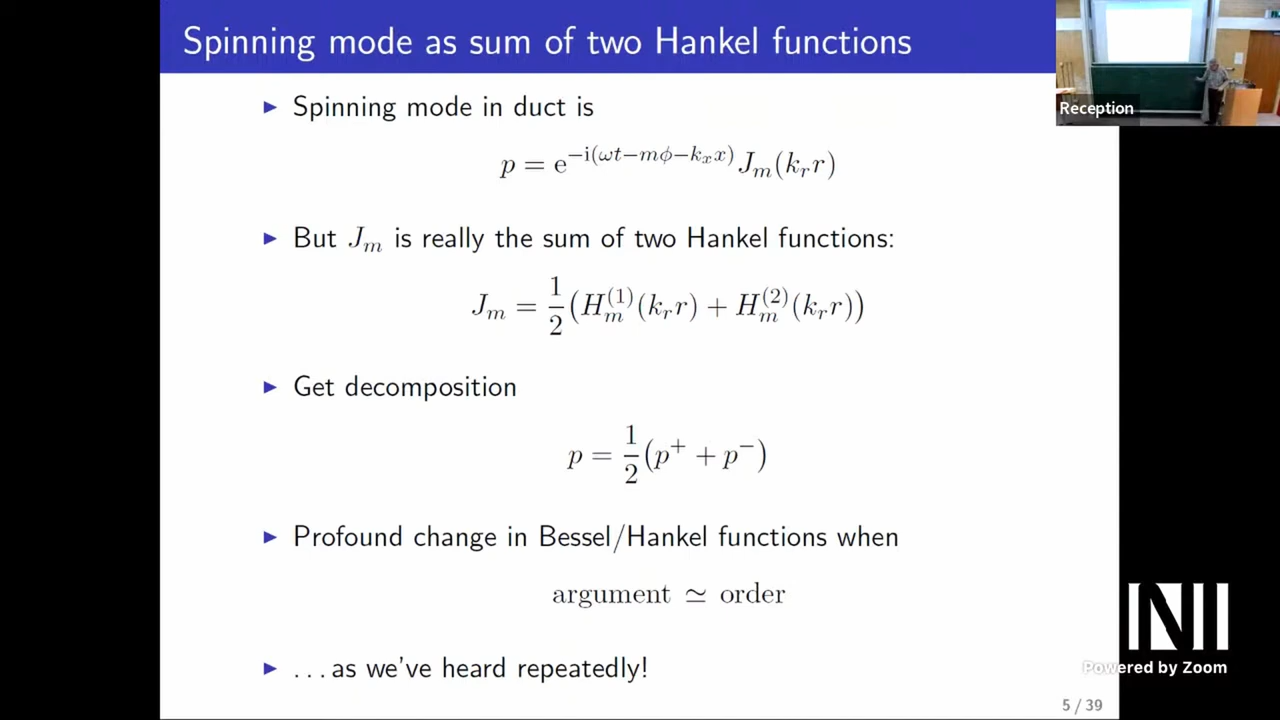 Spinning mode as sum of two Hankel functions
Reception
▶ Spinning mode in duct is
p = e^{−i(ωt−mϕ−k_x x)} J_m(k_r r)
▶ But J_m is really the sum of two Hankel functions:
J_m = \frac{1}{2}(H_m^{(1)}(k_r r) + H_m^{(2)}(k_r r))
▶ Get decomposition
p = \frac{1}{2}(p^+ + p^−)
▶ Profound change in Bessel/Hankel functions when
argument ≃ order
▶ ...as we've heard repeatedly!
Powered by Zoom
5 / 39